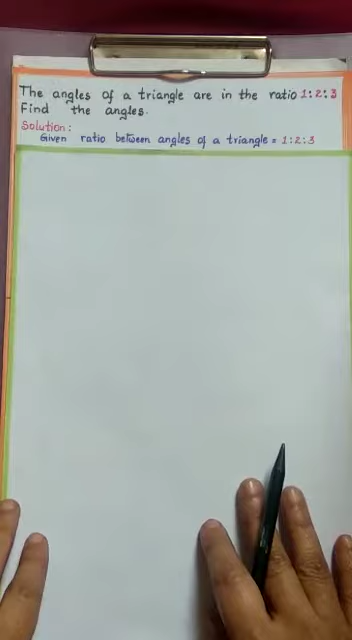 The angles of a triangle are in the ratio 1:2:3
Find the angles.
Solution:
Given ratio between angles of a triangle = 1:2:3